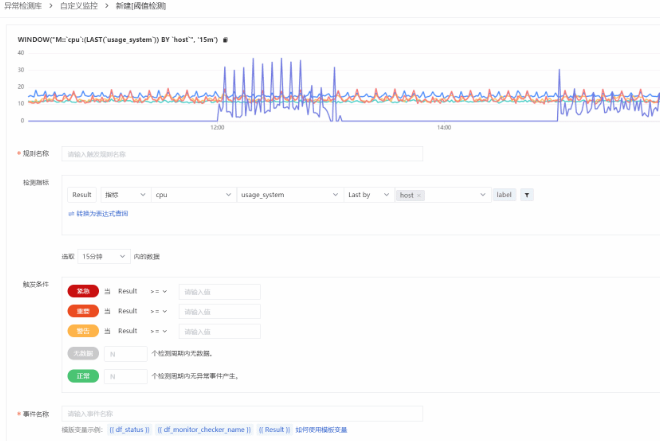 异常检测库 > 自定义监控 > 新建[阈值检测]
WINDOW("M::`cpu`:(LAST(`usage_system`)) BY `host`", '15m')
40
30
20
10
0
12:00
14:00
* 规则名称
请输入触发规则名称
检测指标
Result 指标 cpu usage_system Last by host × label
⇌ 转换为表达式查询
选取 15分钟 内的数据
触发条件
紧急 当 Result >= 请输入值
重要 当 Result >= 请输入值
警告 当 Result >= 请输入值
无数据 N 个检测周期内无数据。
正常 N 个检测周期内无异常事件产生。
* 事件名称
请输入事件名称
模版变量示例: {{ df_status }} {{ df_monitor_checker_name }} {{ Result }} 如何使用模版变量